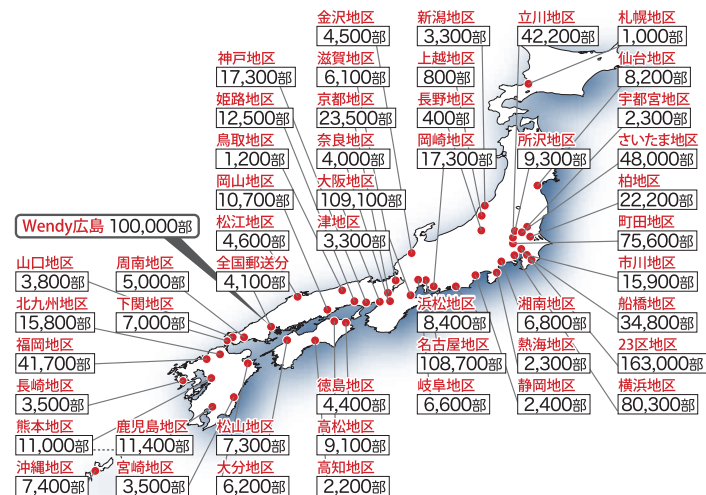 金沢地区
4,500部
新潟地区
3,300部
立川地区
42,200部
札幌地区
1,000部
神戸地区
17,300部
滋賀地区
6,100部
上越地区
800部
仙台地区
8,200部
姫路地区
12,500部
京都地区
23,500部
長野地区
400部
宇都宮地区
2,300部
鳥取地区
1,200部
奈良地区
4,000部
岡崎地区
17,300部
所沢地区
9,300部
さいたま地区
48,000部
岡山地区
10,700部
大阪地区
109,100部
柏地区
22,200部
Wendy広島 100,000部
松江地区
4,600部
津地区
3,300部
町田地区
75,600部
山口地区
3,800部
周南地区
5,000部
全国郵送分
4,100部
市川地区
15,900部
北九州地区
15,800部
下関地区
7,000部
浜松地区
8,400部
湘南地区
6,800部
船橋地区
34,800部
福岡地区
41,700部
名古屋地区
108,700部
熱海地区
2,300部
23区地区
163,000部
長崎地区
3,500部
徳島地区
4,400部
岐阜地区
6,600部
静岡地区
2,400部
横浜地区
80,300部
熊本地区
11,000部
鹿児島地区
11,400部
松山地区
7,300部
高松地区
9,100部
沖縄地区
7,400部
宮崎地区
3,500部
大分地区
6,200部
高知地区
2,200部